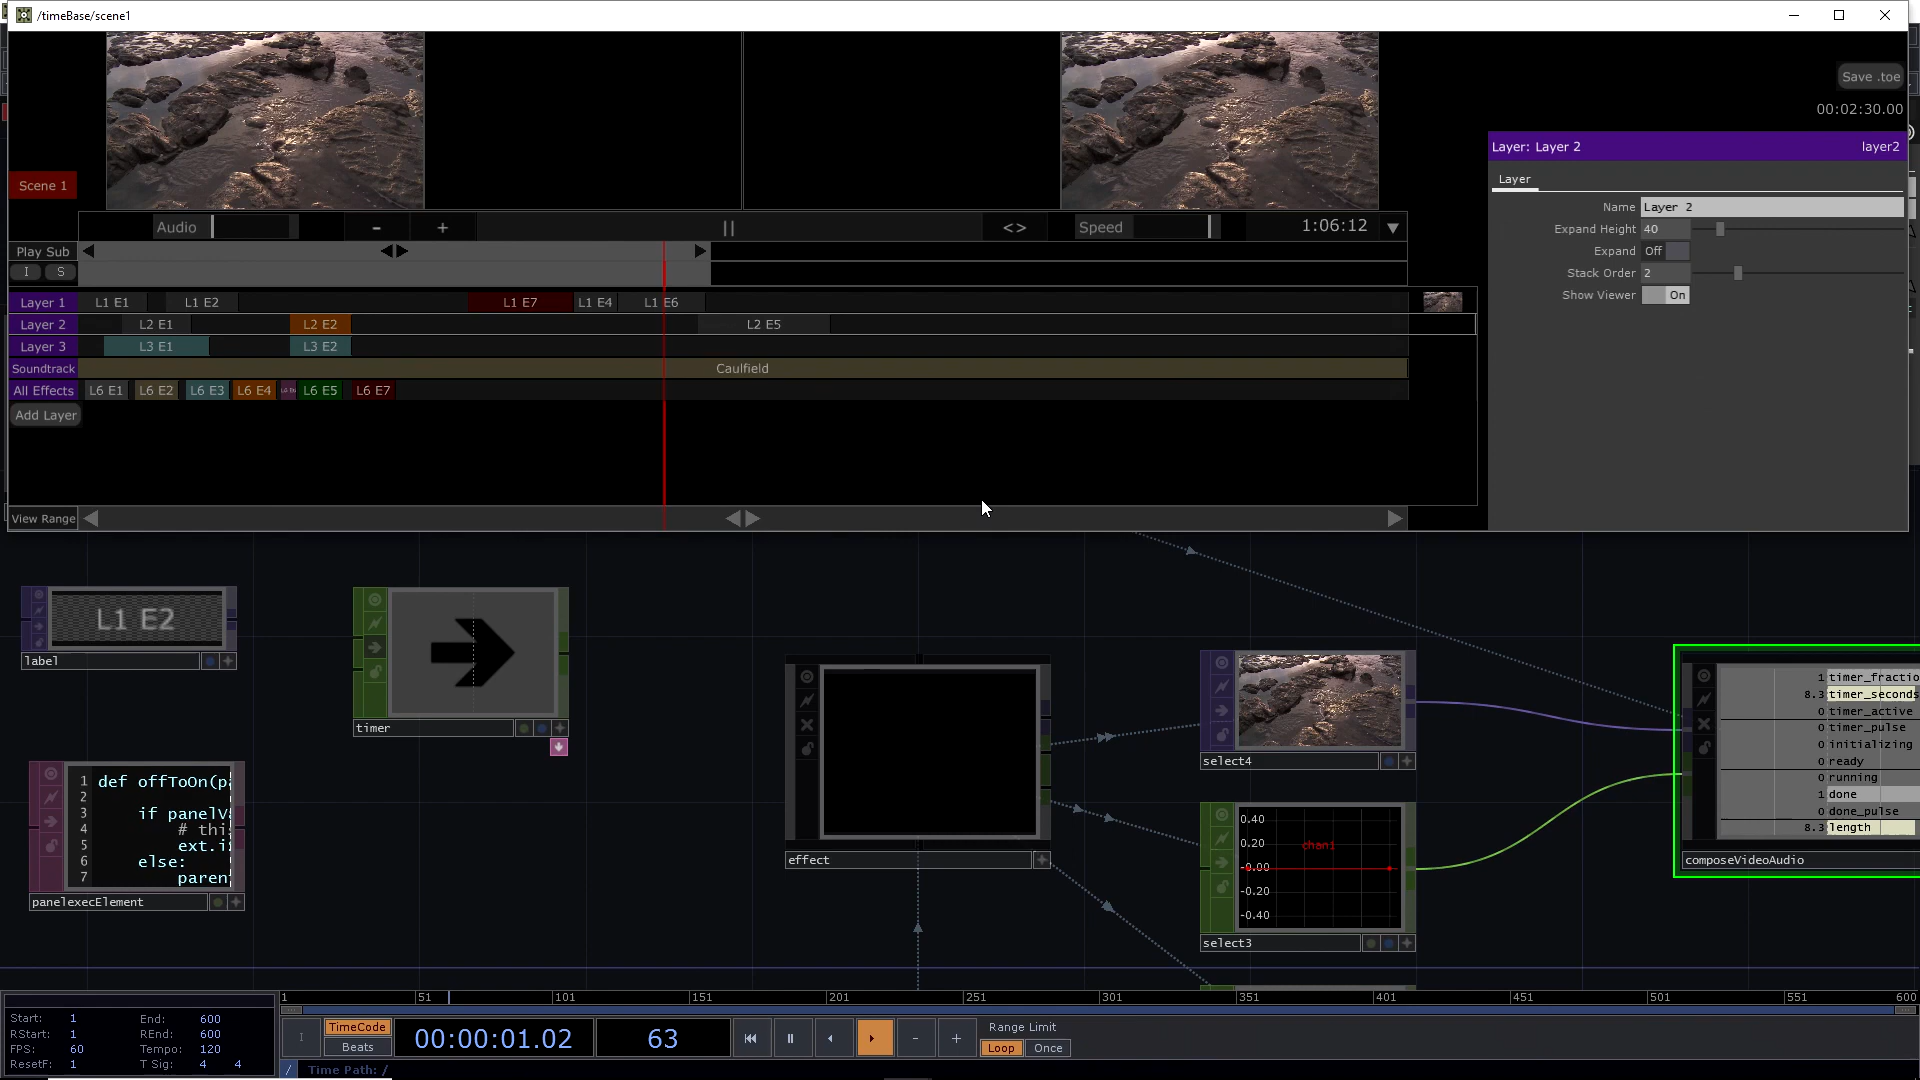 /timeBase/scene1
Save .toe
00:02:30.00
Layer: Layer 2 layer2
Layer
Name Layer 2
Expand Height 40
Expand Off
Stack Order 2
Show Viewer On
Scene 1
Audio - + || <> Speed 1:06:12
Play Sub
I S
Layer 1 L1 E1 L1 E2 L1 E7 L1 E4 L1 E6
Layer 2 L2 E1 L2 E2 L2 E5
Layer 3 L3 E1 L3 E2
Soundtrack Caulfield
All Effects L6 E1 L6 E2 L6 E3 L6 E4 L6 E5 L6 E7
Add Layer
View Range
L1 E2
label
timer
1 def offToOn(p
2
3 if panelV
4 # thi
5 ext.i
6 else:
7 paren
panelexecElement
effect
select4
0.40
0.20
-0.00
-0.20
-0.40
chan1
select3
1 timer_fractio
8.3 timer_seconds
0 timer_active
0 timer_pulse
0 initializing
0 ready
0 running
1 done
0 done_pulse
8.3 length
composeVideoAudio
1 51 101 151 201 251 301 351 401 451 501 551 600
Start: 1 End: 600
RStart: 1 REnd: 600
FPS: 60 Tempo: 120
ResetF: 1 T Sig: 4 4
I
TimeCode
Beats
00:00:01.02
63
- +
Range Limit
Loop Once
/ Time Path: /